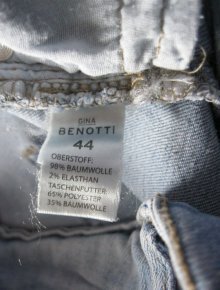 GINA
BENOTTI
44
OBERSTOFF:
98% BAUMWOLLE
2% ELASTHAN
TASCHENFUTTER:
65% POLYESTER
35% BAUMWOLLE